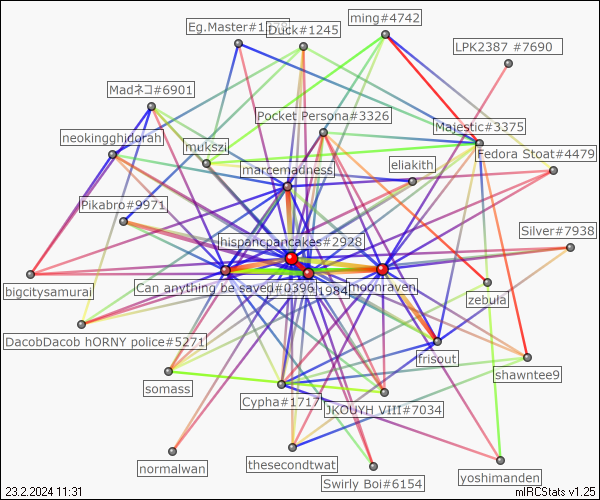 Eg.Master#1
Duck#1245
ming#4742
LPK2387 #7690
Madネコ#6901
Pocket Persona#3326
Majestic#3375
neokingghidorah
mukszi
Fedora Stoat#4479
marcemadness
eliakith
Pikabro#9971
Silver#7938
hispancpancakes#2928
Can anything be saved#0396
1984
moonraven
bigcitysamurai
zebula
DacobDacob hORNY police#5271
frisout
shawntee9
somass
Cypha#1717
JKOUYH VIII#7034
normalwan
thesecondtwat
Swirly Boi#6154
yoshimanden
23.2.2024 11:31
mIRCStats v1.25